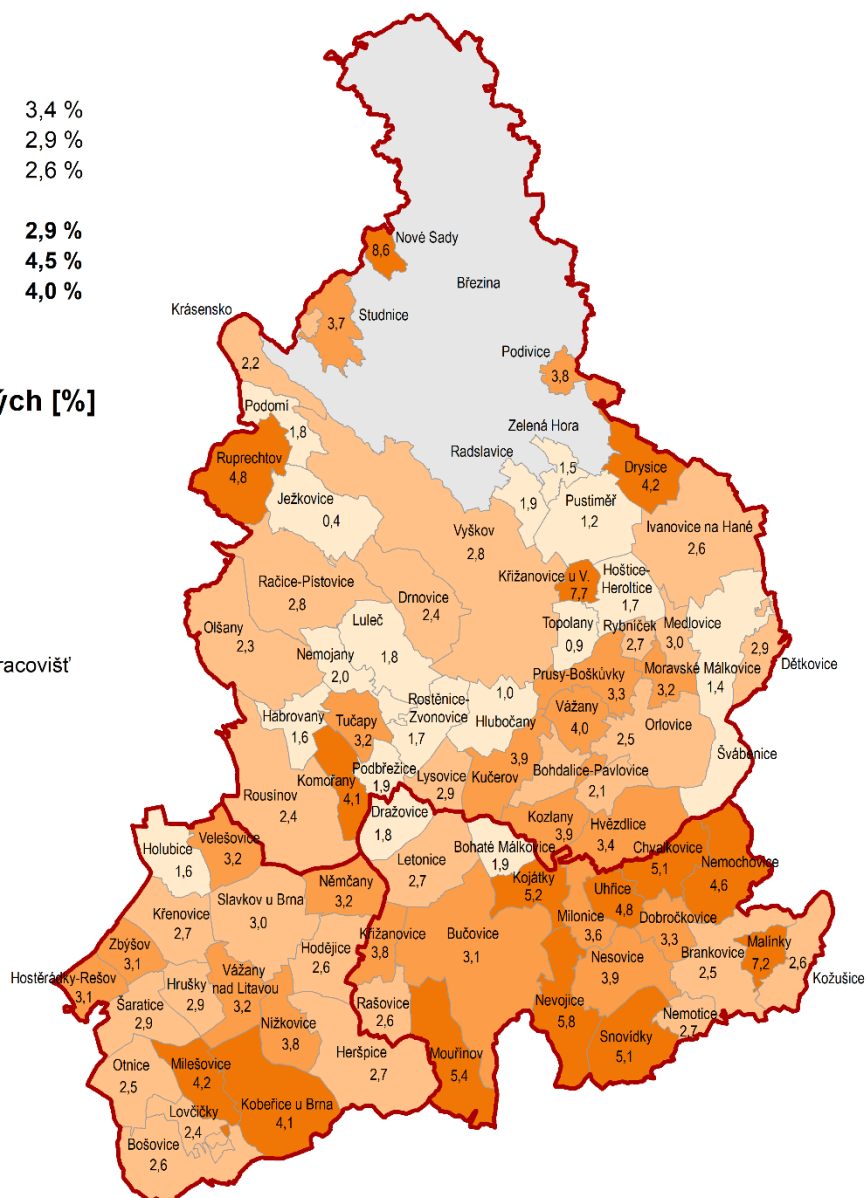 3,4 %
2,9 %
2,6 %
2,9 %
4,5 %
4,0 %
ých [%]
racovišť
Nové Sady
8,6
Březina
Krásensko
2,2
Studnice
3,7
Podivice
3,8
Podomí
1,8
Zelená Hora
1,5
Radslavice
1,9
Ruprechtov
4,8
Drysice
4,2
Ježkovice
0,4
Pustiměř
1,2
Ivanovice na Hané
2,6
Vyškov
2,8
Křižanovice u V.
7,7
Hoštice-
Heroltice
1,7
Račice-Pístovice
2,8
Drnovice
2,4
Olšany
2,3
Luleč
1,8
Topolany
0,9
Rybníček
2,7
Medlovice
3,0
2,9
Dětkovice
Nemojany
2,0
Prusy-Boškůvky
3,3
Moravské Málkovice
3,2
1,4
Habrovany
1,6
Tučapy
3,2
Rostěnice-
Zvonovice
1,7
1,0
Hlubočany
Vážany
4,0
Orlovice
2,5
Švábenice
Komořany
4,1
Podbřežice
1,9
Lysovice
2,9
3,9
Kučerov
Bohdalice-Pavlovice
2,1
Rousínov
2,4
Dražovice
1,8
Kozlany
3,9
Hvězdlice
3,4
Holubice
1,6
Velešovice
3,2
Letonice
2,7
Bohaté Málkovice
1,9
Chvalkovice
5,1
Němčany
3,2
Kojátky
5,2
Uhřice
4,8
Nemochovice
4,6
Slavkov u Brna
3,0
Křenovice
2,7
Křižanovice
3,8
Bučovice
3,1
Milonice
3,6
Dobročkovice
3,3
Zbýšov
3,1
Hodějice
2,6
Nesovice
3,9
Brankovice
2,5
Malínky
7,2
2,6
Kožušice
Hostěrádky-Rešov
3,1
Hrušky
2,9
Vážany
nad Litavou
3,2
Šaratice
2,9
Rašovice
2,6
Nevojice
5,8
Nemotice
2,7
Nížkovice
3,8
Snovídky
5,1
Otnice
2,5
Milešovice
4,2
Heršpice
2,7
Mouřínov
5,4
Kobeřice u Brna
4,1
Lovčičky
2,4
Bošovice
2,6